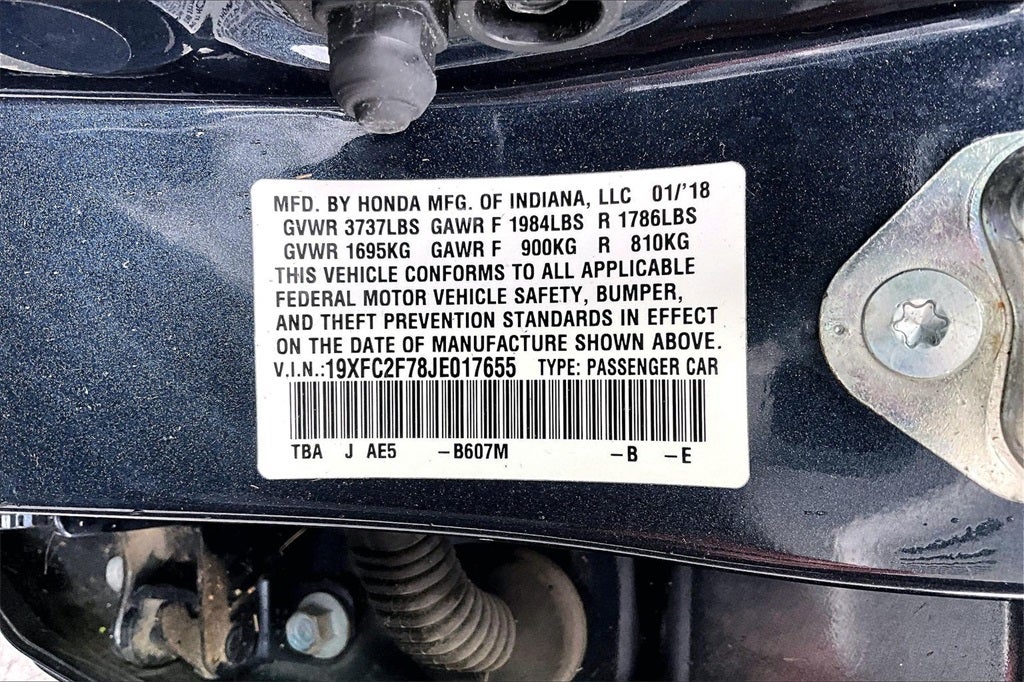 MFD. BY HONDA MFG. OF INDIANA, LLC 01/'18
GVWR 3737LBS GAWR F 1984LBS R 1786LBS
GVWR 1695KG GAWR F 900KG R 810KG
THIS VEHICLE CONFORMS TO ALL APPLICABLE
FEDERAL MOTOR VEHICLE SAFETY, BUMPER,
AND THEFT PREVENTION STANDARDS IN EFFECT
ON THE DATE OF MANUFACTURE SHOWN ABOVE.
V.I.N.:19XFC2F78JE017655 TYPE: PASSENGER CAR
TBA J AE5 -B607M -B -E